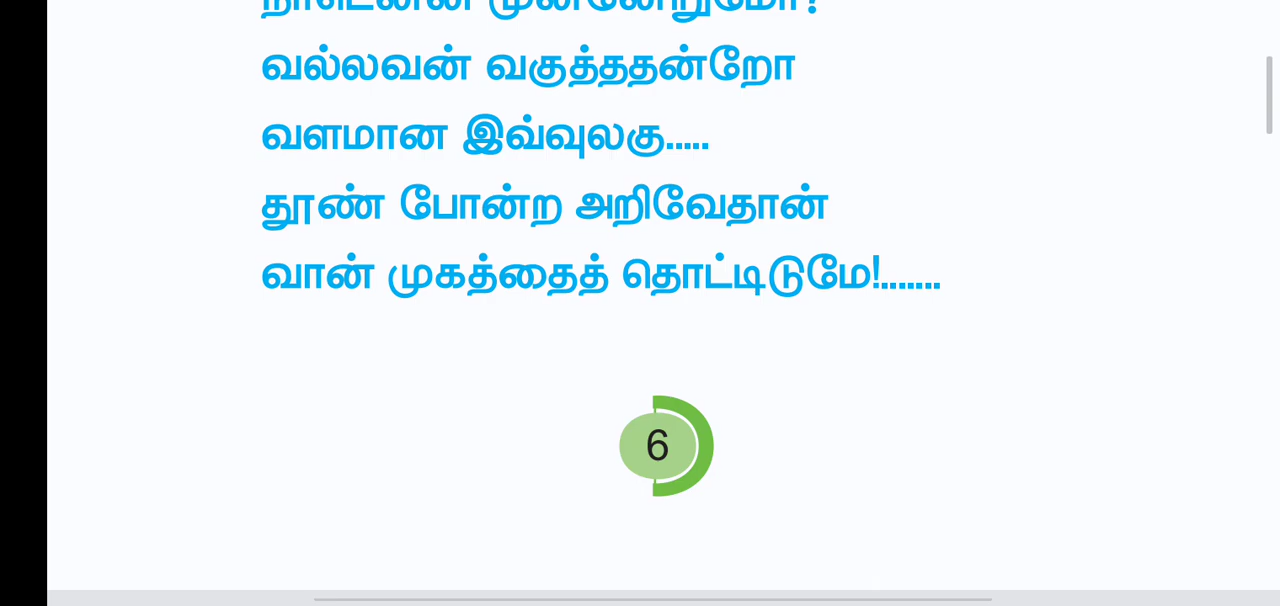 வல்லவன் வகுத்ததன்றோ
வளமான இவ்வுலகு.....
தூண் போன்ற அறிவேதான்
வான் முகத்தைத் தொட்டிடுமே!.......
6